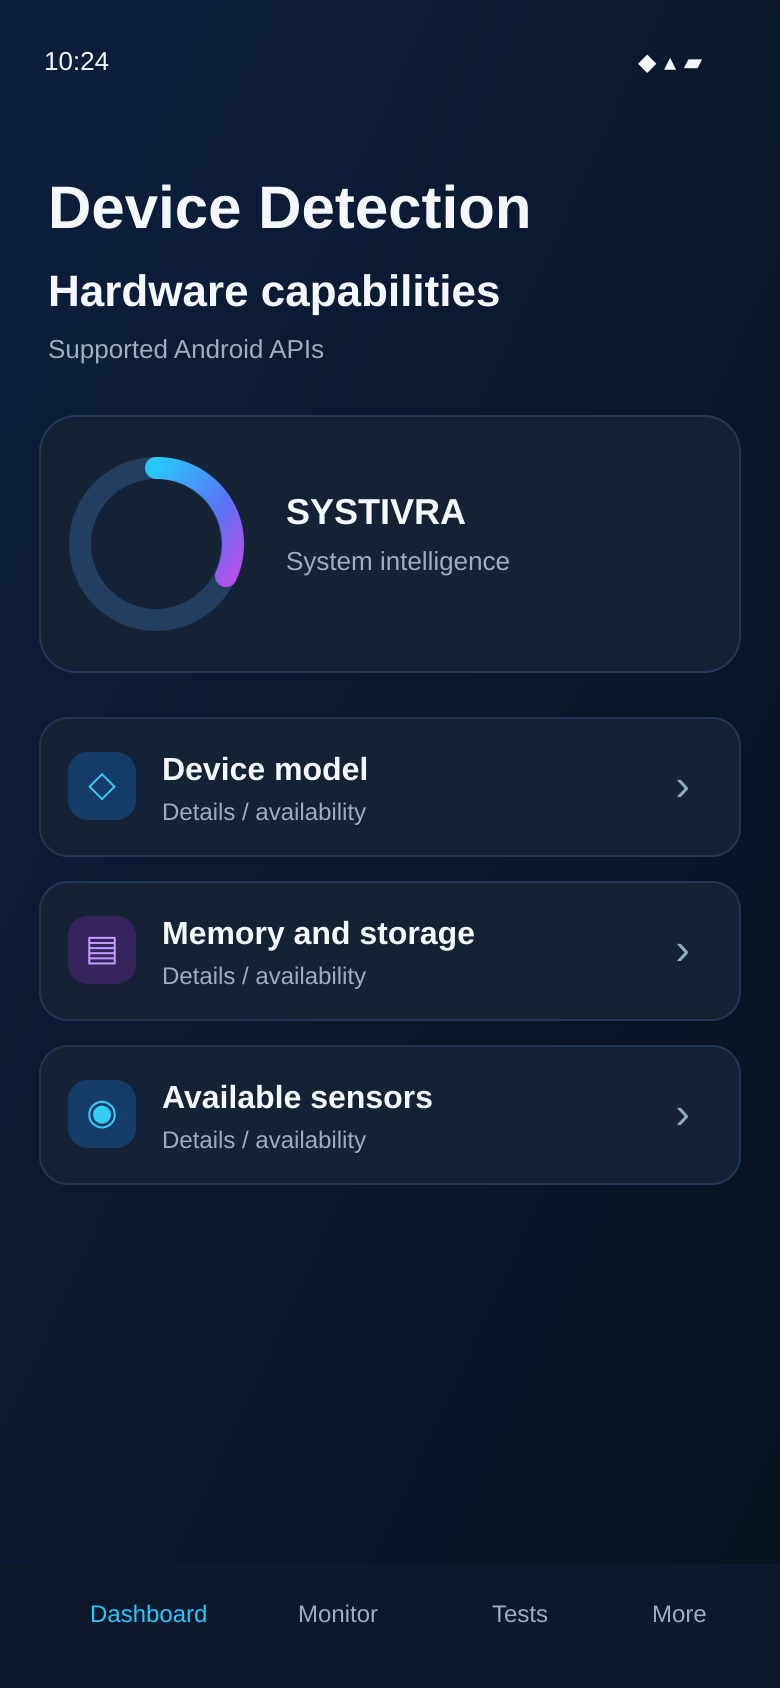 10:24
Device Detection
Hardware capabilities
Supported Android APIs
SYSTIVRA
System intelligence
Device model
Details / availability
Memory and storage
Details / availability
Available sensors
Details / availability
Dashboard Monitor Tests More